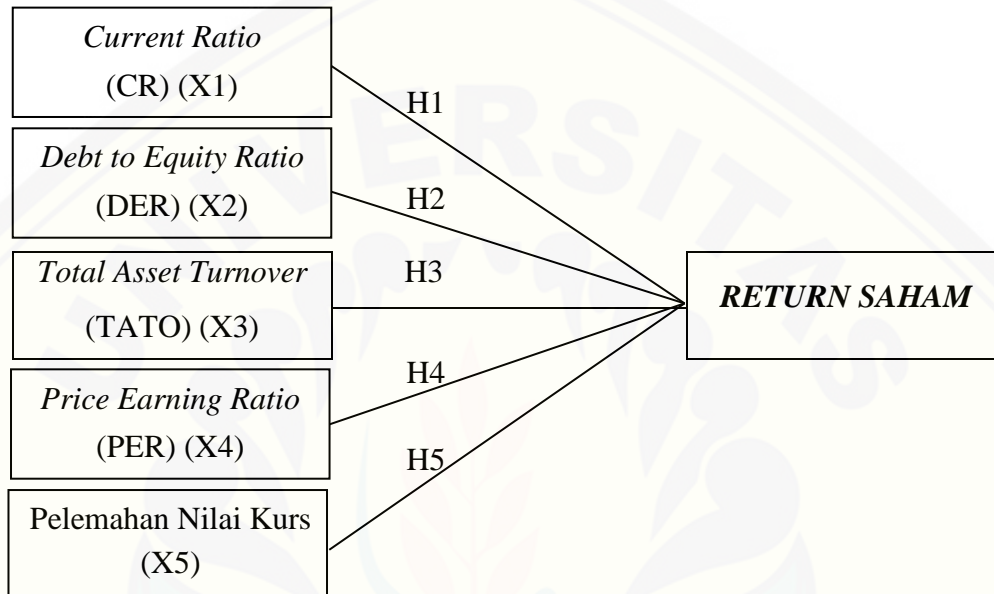 Current Ratio
(CR) (X1)
H1
Debt to Equity Ratio
(DER) (X2)
H2
Total Asset Turnover
(TATO) (X3)
H3
RETURN SAHAM
Price Earning Ratio
(PER) (X4)
H4
Pelemahan Nilai Kurs
(X5)
H5
UNIVERSITAS